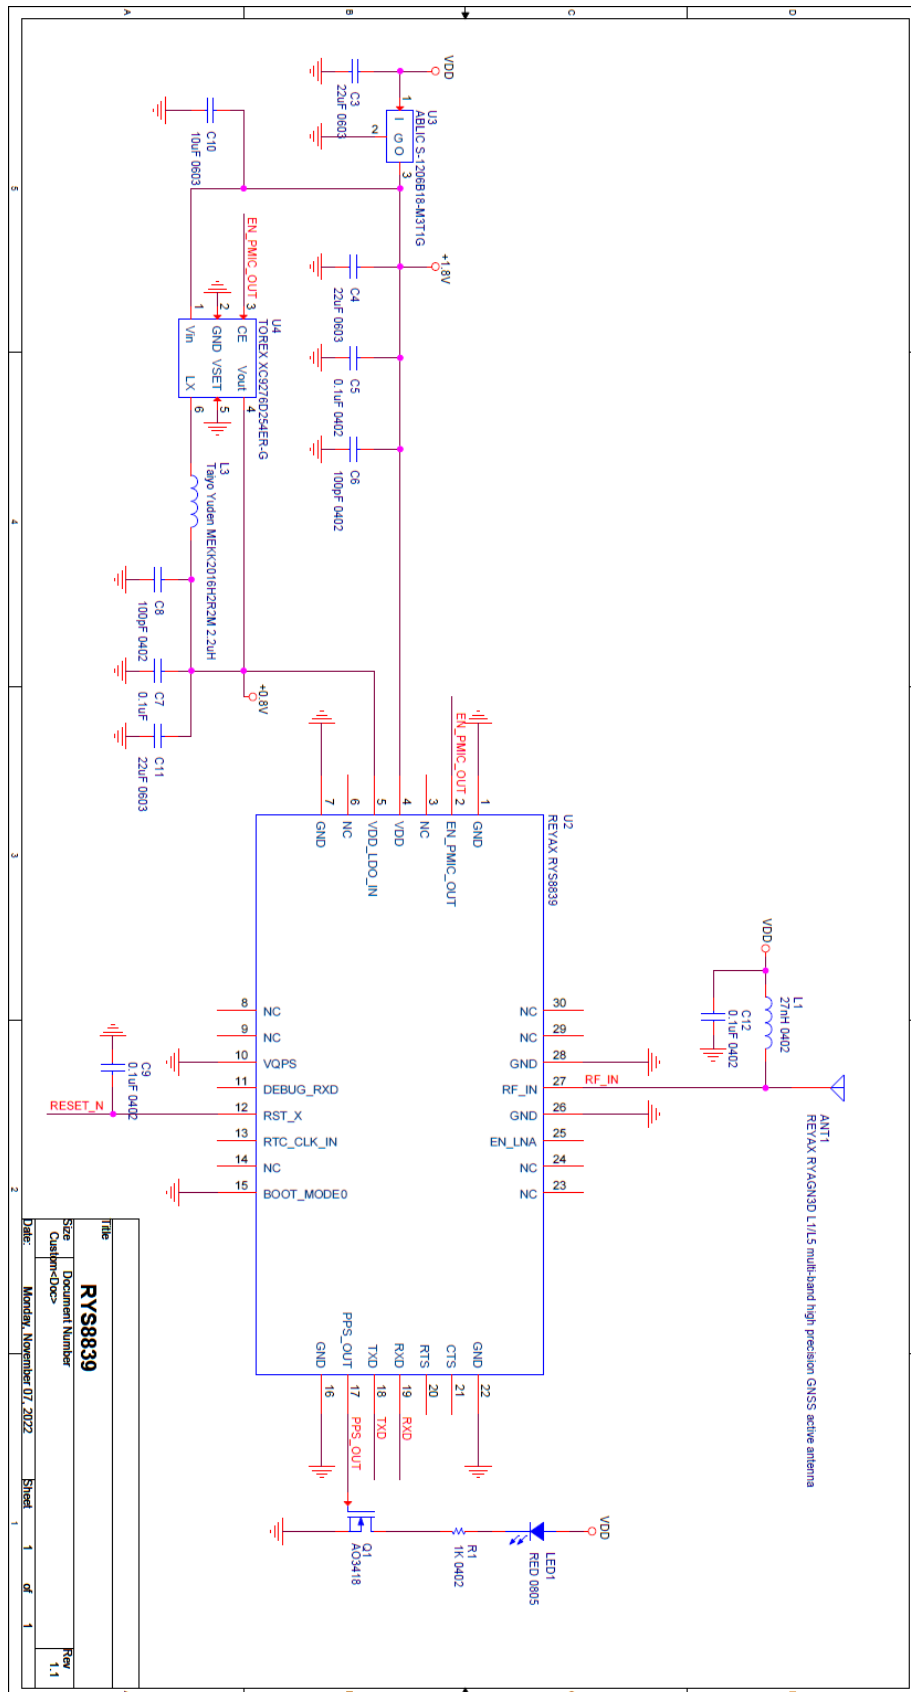 D
C
B
A
5
4
3
2
1
VDD
C3
22uF 0603
U3
ABLIC S-1206B18-M3T1G
1
I
G
O
2
3
C10
10uF 0603
+1.8V
C4
22uF 0603
C5
0.1uF 0402
C6
100pF 0402
EN_PMIC_OUT
U4
TOREX XC9276D254ER-G
3
CE
Vout
4
2
GND
VSET
5
1
Vin
LX
6
L3
Taiyo Yuden MEKK2016H2R2M 2.2uH
C8
100pF 0402
C7
0.1uF
C11
22uF 0603
+0.8V
EN_PMIC_OUT
U2
REYAX RYS8839
1
GND
2
EN_PMIC_OUT
3
NC
4
VDD
5
VDD_LDO_IN
6
NC
7
GND
8
NC
9
NC
10
VQPS
11
DEBUG_RXD
12
RST_X
13
RTC_CLK_IN
14
NC
15
BOOT_MODE0
30
NC
29
NC
28
GND
27
RF_IN
26
GND
25
EN_LNA
24
NC
23
NC
GND
22
CTS
21
RTS
20
RXD
19
TXD
18
PPS_OUT
17
GND
16
RXD
TXD
PPS_OUT
C9
0.1uF 0402
RESET_N
VDD
L1
27nH 0402
C12
0.1uF 0402
RF_IN
ANT1
REYAX RYAGN3D L1/L5 multi-band high precision GNSS active antenna
VDD
LED1
RED 0805
R1
1K 0402
Q1
AO3418
Title
RYS8839
Size
Document Number
Rev
Custom<Doc>
1.1
Date:
Monday, November 07, 2022
Sheet
1
of
1